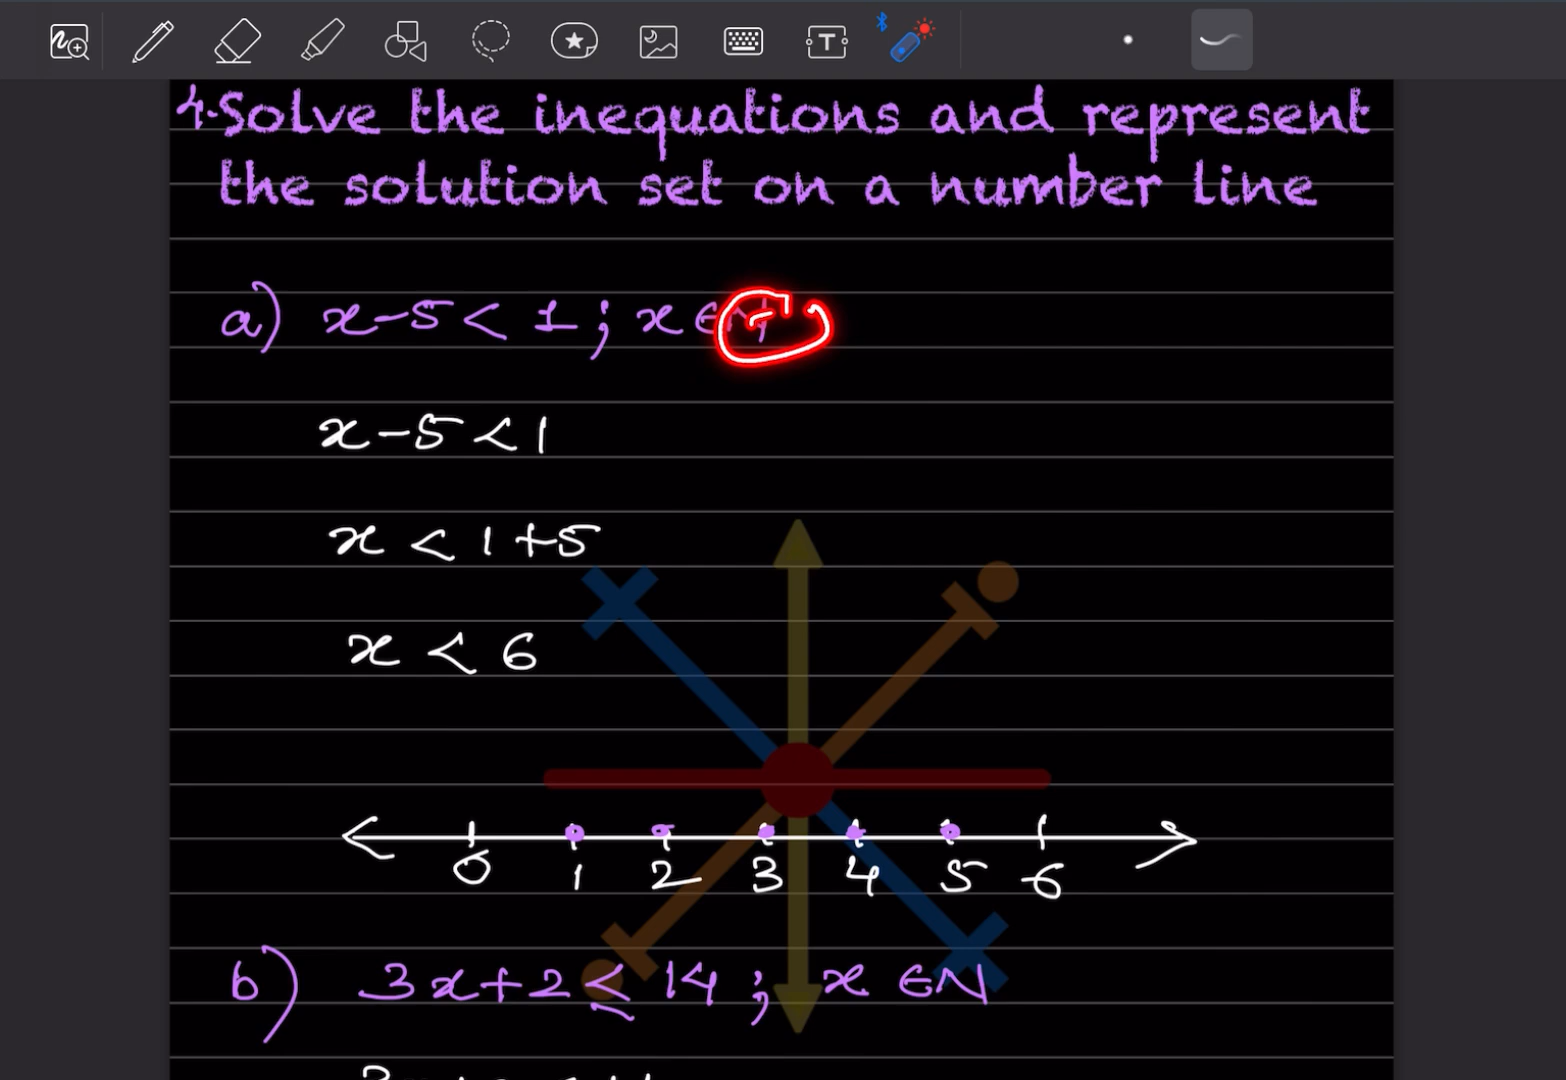 4. Solve the inequations and represent
the solution set on a number line
a) x-5 < 1 ; x ∈
x-5 < 1
x < 1+5
x < 6
0 1 2 3 4 5 6
b) 3x+2 ≤ 14 ; x ∈ N